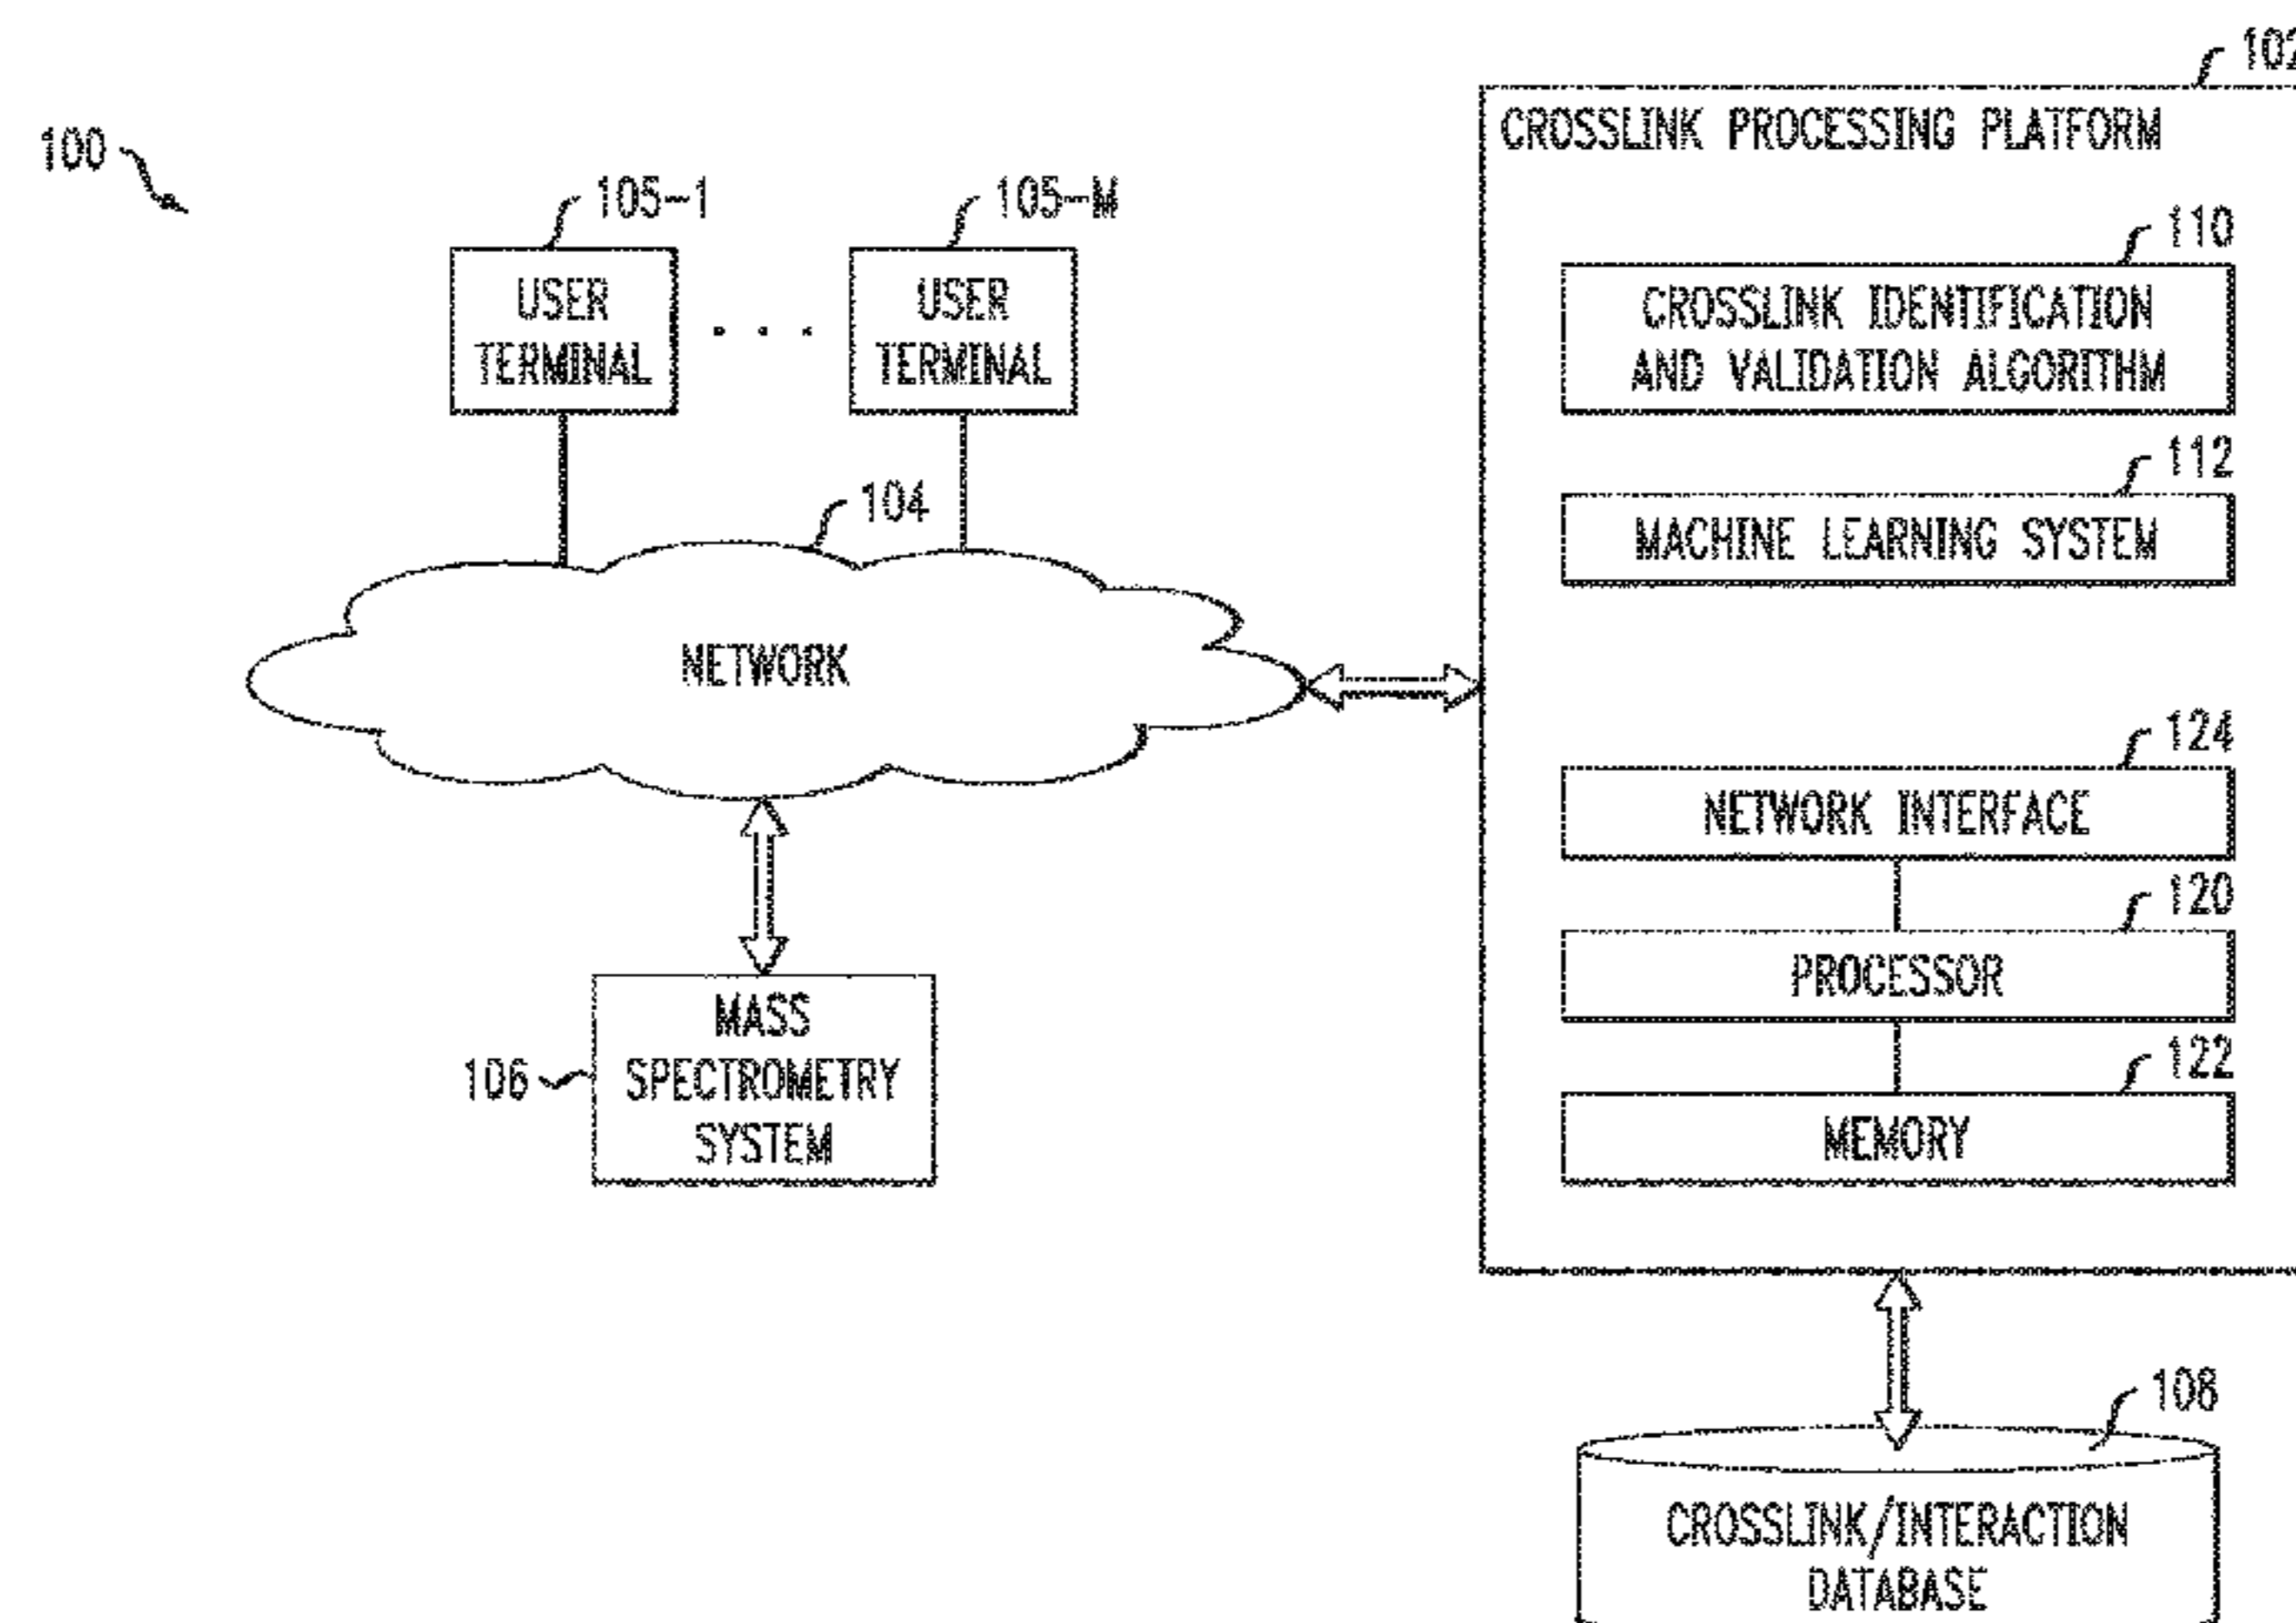 100
105-1
USER
TERMINAL
. . .
105-M
USER
TERMINAL
104
NETWORK
106
MASS
SPECTROMETRY
SYSTEM
102
CROSSLINK PROCESSING PLATFORM
110
CROSSLINK IDENTIFICATION
AND VALIDATION ALGORITHM
112
MACHINE LEARNING SYSTEM
124
NETWORK INTERFACE
120
PROCESSOR
122
MEMORY
108
CROSSLINK/INTERACTION
DATABASE